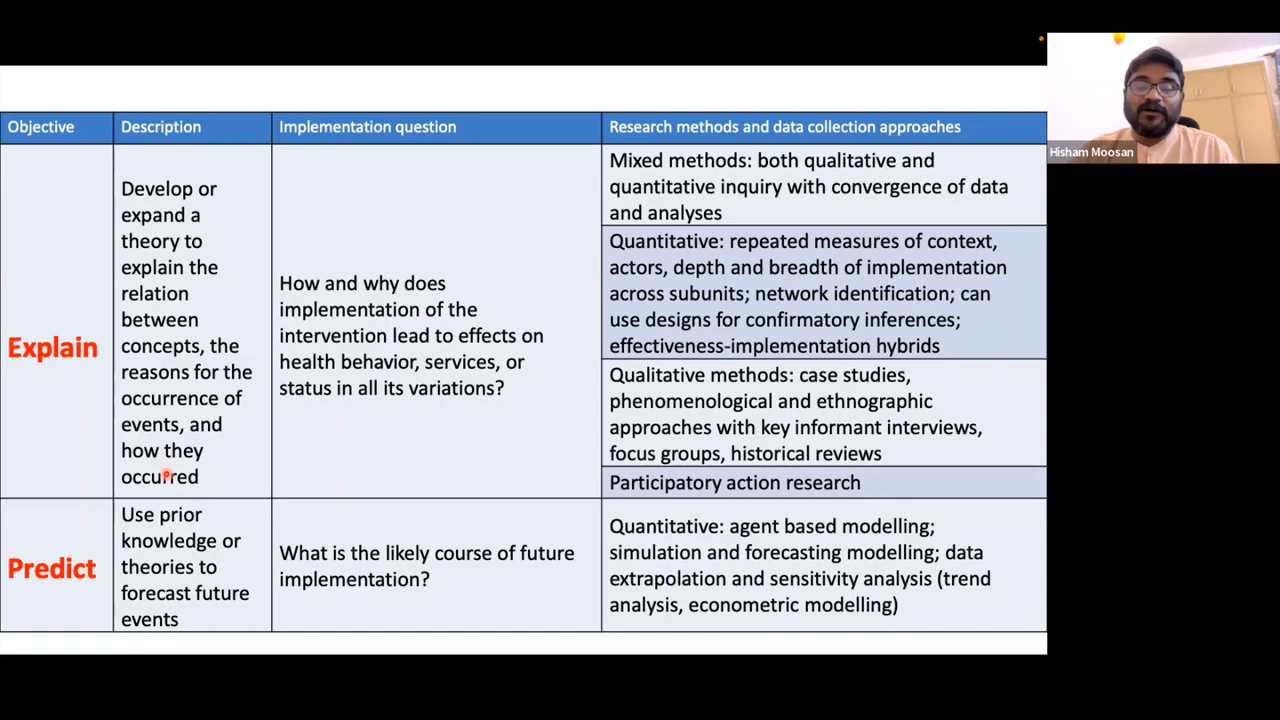 Objective
Description
Implementation question
Research methods and data collection approaches
Explain
Develop or
expand a
theory to
explain the
relation
between
concepts, the
reasons for the
occurrence of
events, and
how they
occurred
How and why does
implementation of the
intervention lead to effects on
health behavior, services, or
status in all its variations?
Mixed methods: both qualitative and
quantitative inquiry with convergence of data
and analyses
Quantitative: repeated measures of context,
actors, depth and breadth of implementation
across subunits; network identification; can
use designs for confirmatory inferences;
effectiveness-implementation hybrids
Qualitative methods: case studies,
phenomenological and ethnographic
approaches with key informant interviews,
focus groups, historical reviews
Participatory action research
Predict
Use prior
knowledge or
theories to
forecast future
events
What is the likely course of future
implementation?
Quantitative: agent based modelling;
simulation and forecasting modelling; data
extrapolation and sensitivity analysis (trend
analysis, econometric modelling)
Hisham Moosan